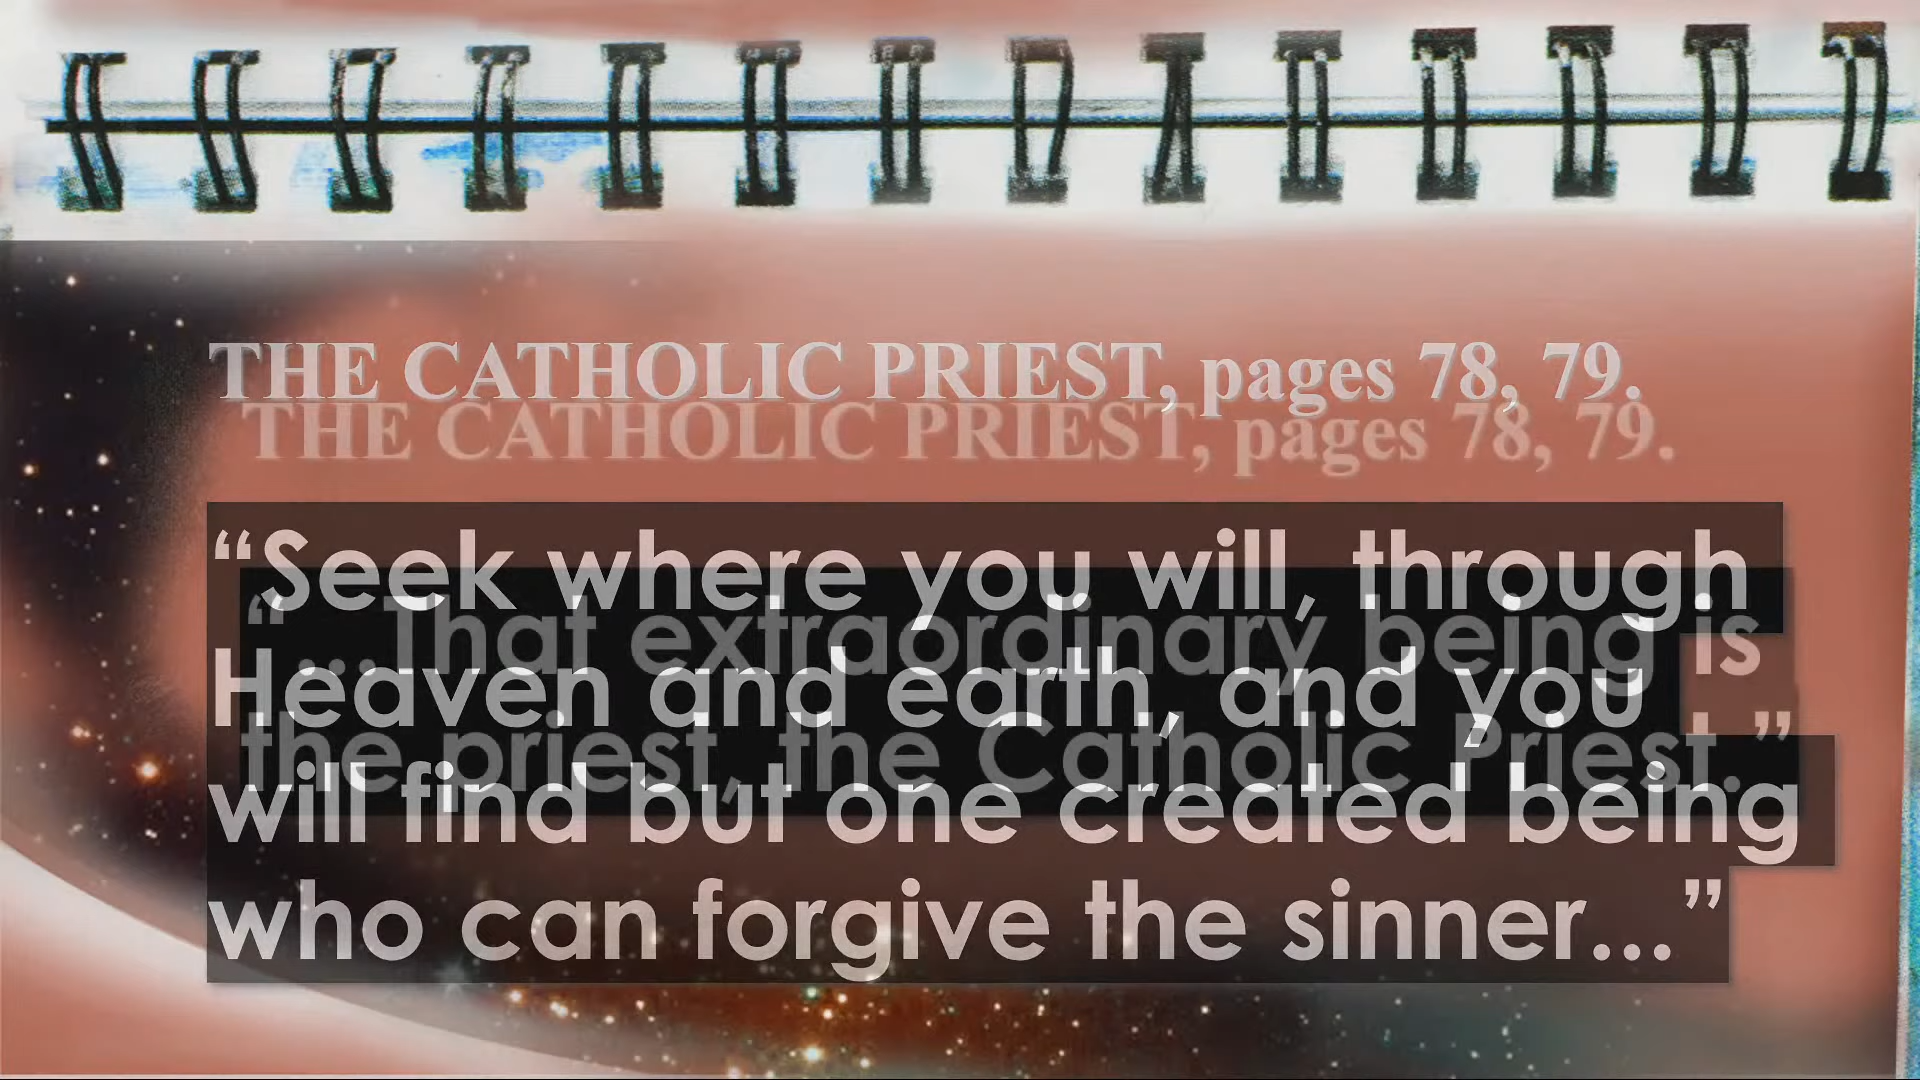 THE CATHOLIC PRIEST, pages 78, 79.
THE CATHOLIC PRIEST, pages 78, 79.
“Seek where you will, through
Heaven and earth, and you
will find but one created being
who can forgive the sinner...”
“ ...That extraordinary being is
the priest, the Catholic Priest.”